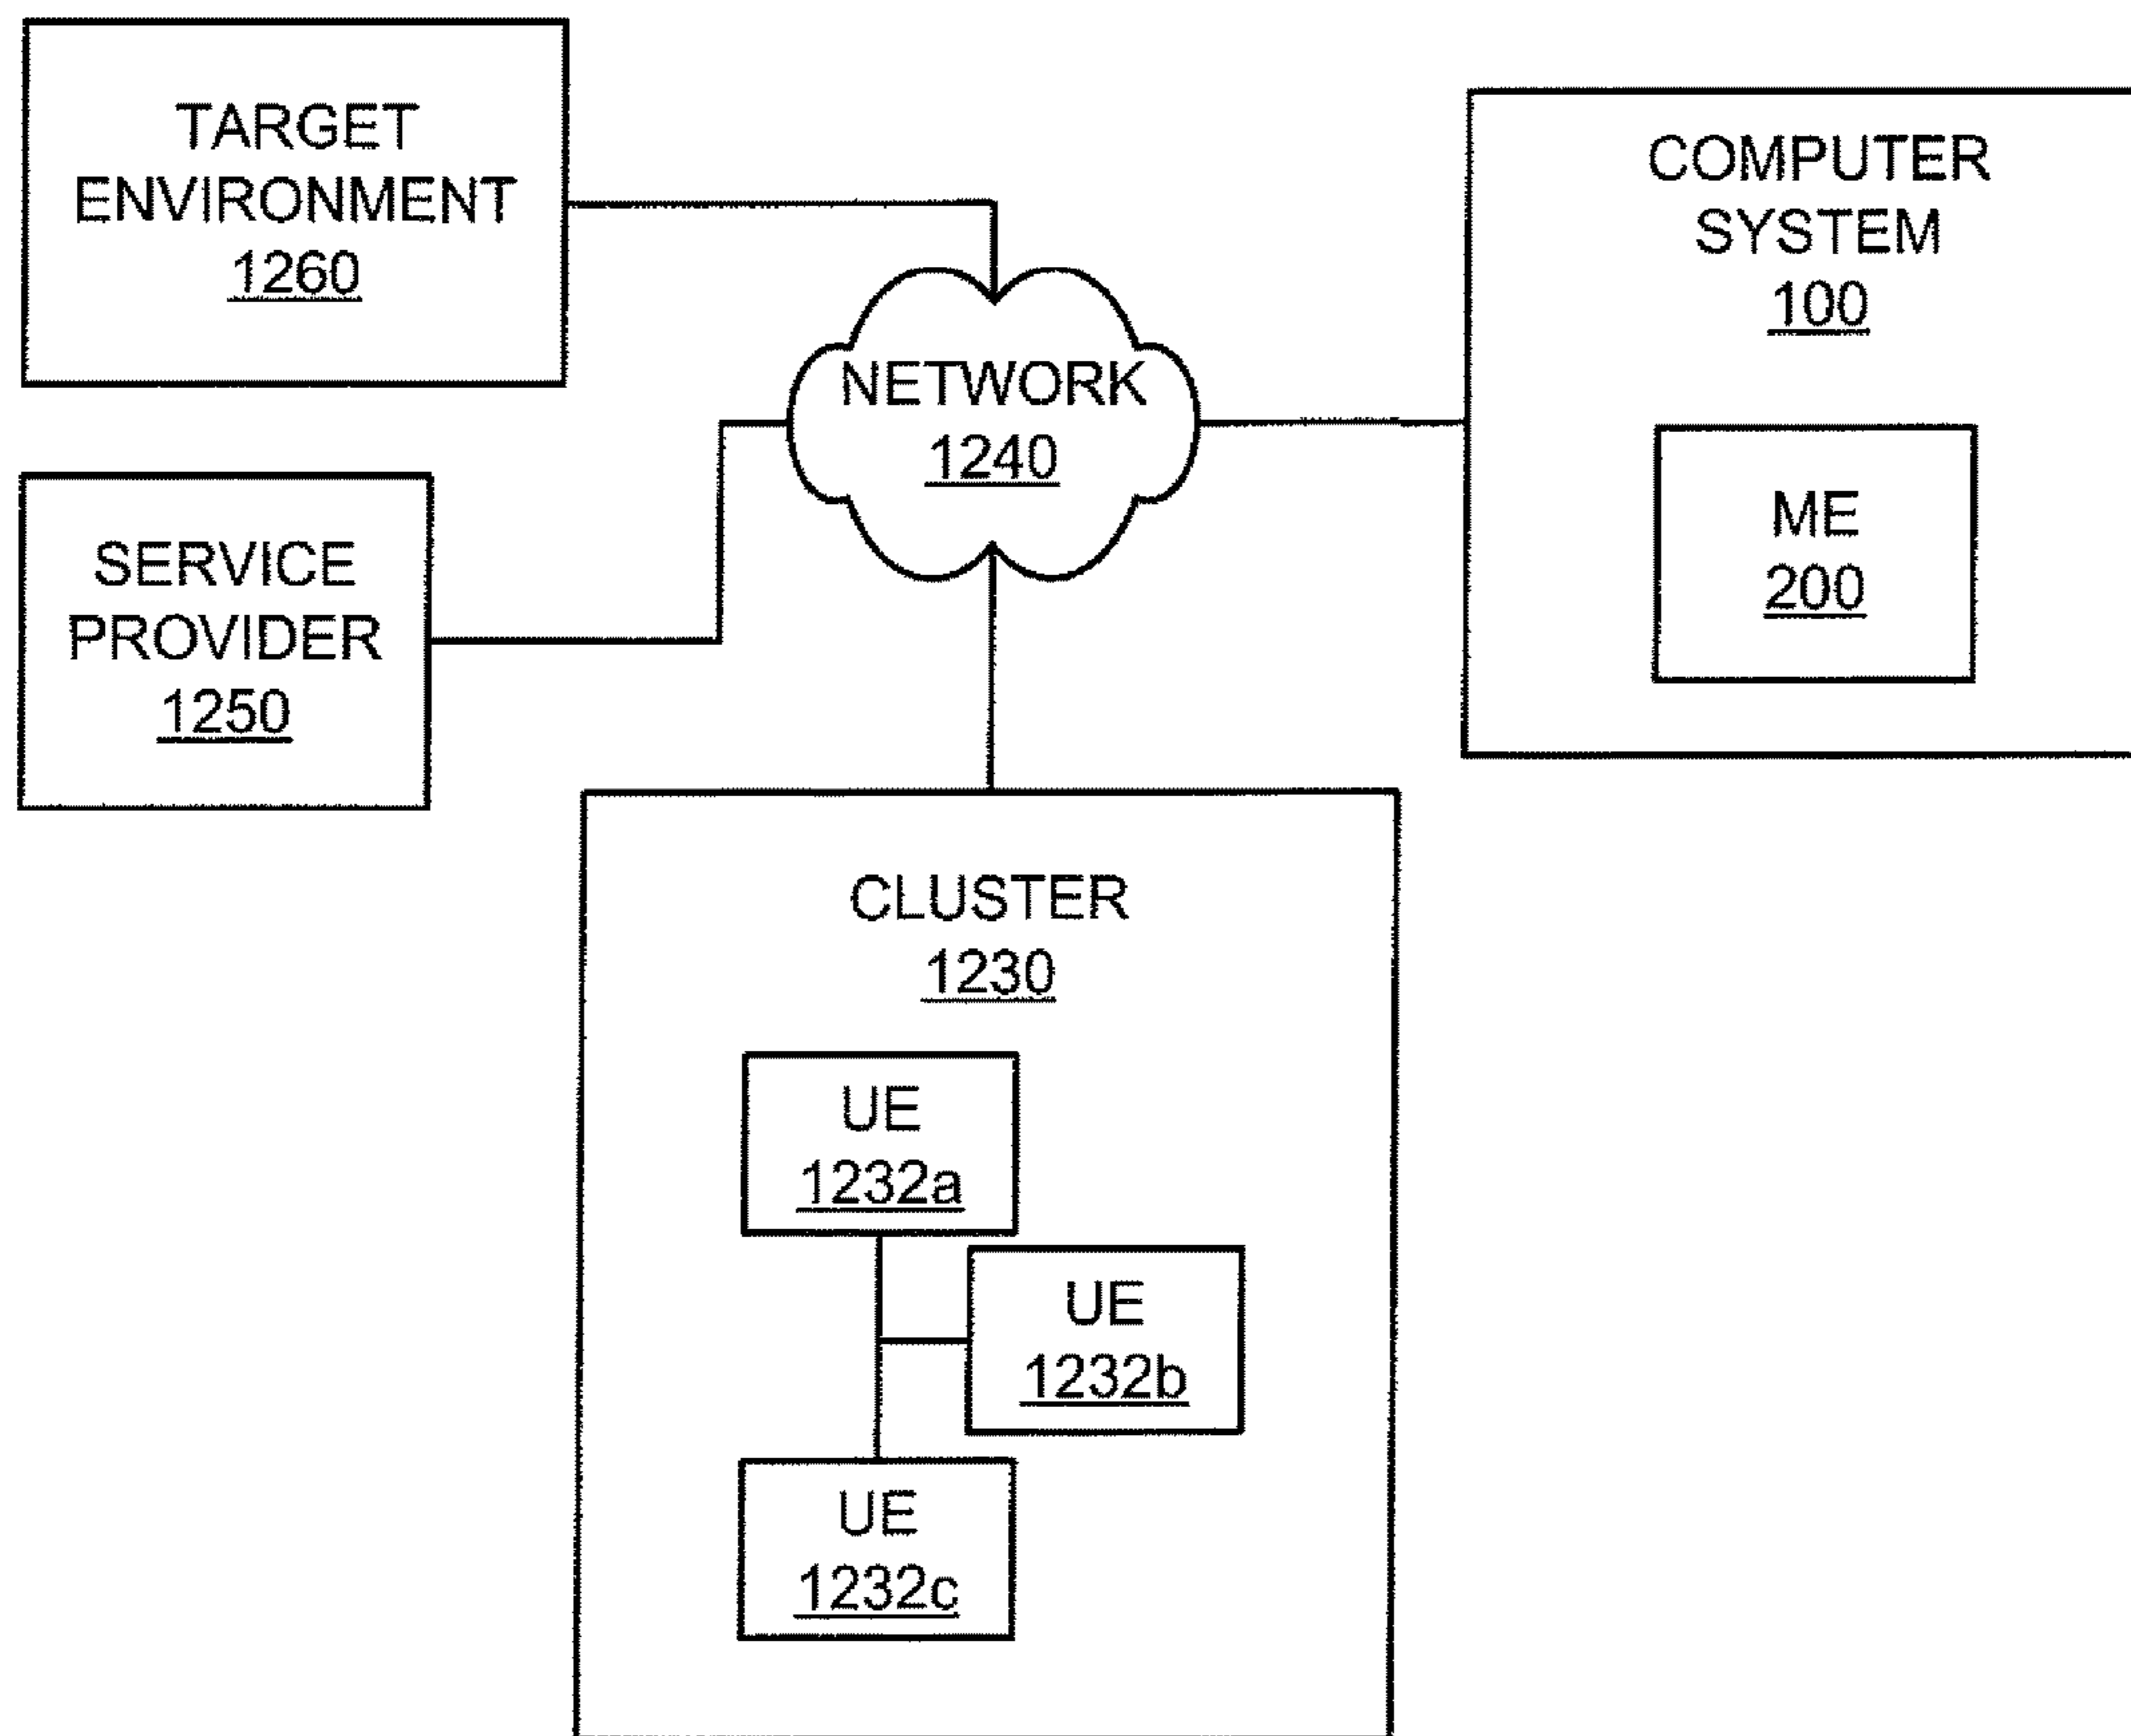 TARGET
ENVIRONMENT
1260
COMPUTER
SYSTEM
100
NETWORK
1240
ME
200
SERVICE
PROVIDER
1250
CLUSTER
1230
UE
1232a
UE
1232b
UE
1232c